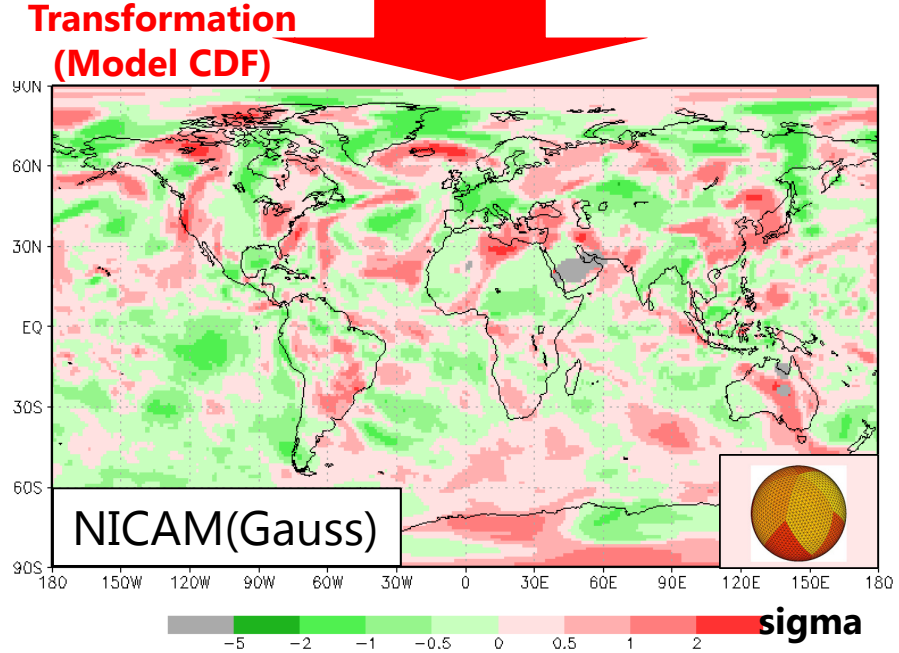 Transformation
(Model CDF)
90N
60N
30N
EQ
30S
60S
90S
NICAM(Gauss)
180 150W 120W 90W 60W 30W 0 30E 60E 90E 120E 150E 180
-5 -2 -1 -0.5 0 0.5 1 2 sigma